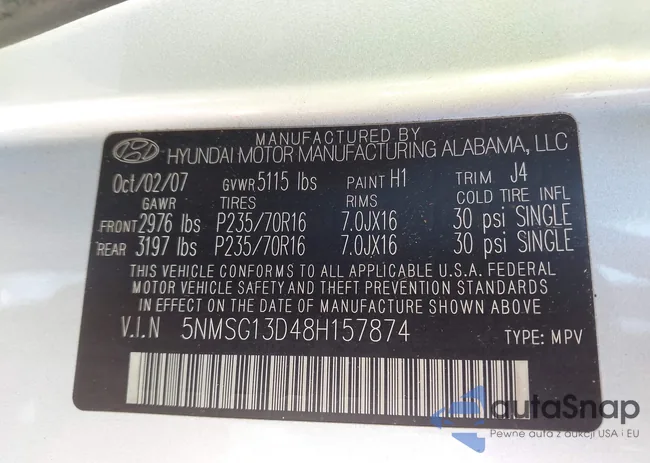 MANUFACTURED BY
HYUNDAI MOTOR MANUFACTURING ALABAMA, LLC
Oct/02/07 GVWR 5115 lbs PAINT H1 TRIM J4
GAWR TIRES RIMS COLD TIRE INFL
FRONT 2976 lbs P235/70R16 7.0JX16 30 psi SINGLE
REAR 3197 lbs P235/70R16 7.0JX16 30 psi SINGLE
THIS VEHICLE CONFORMS TO ALL APPLICABLE U.S.A. FEDERAL
MOTOR VEHICLE SAFETY AND THEFT PREVENTION STANDARDS
IN EFFECT ON THE DATE OF MANUFACTURE SHOWN ABOVE.
V.I.N 5NMSG13D48H157874 TYPE: MPV
autaSnap
Pewne auta z aukcji USA i EU